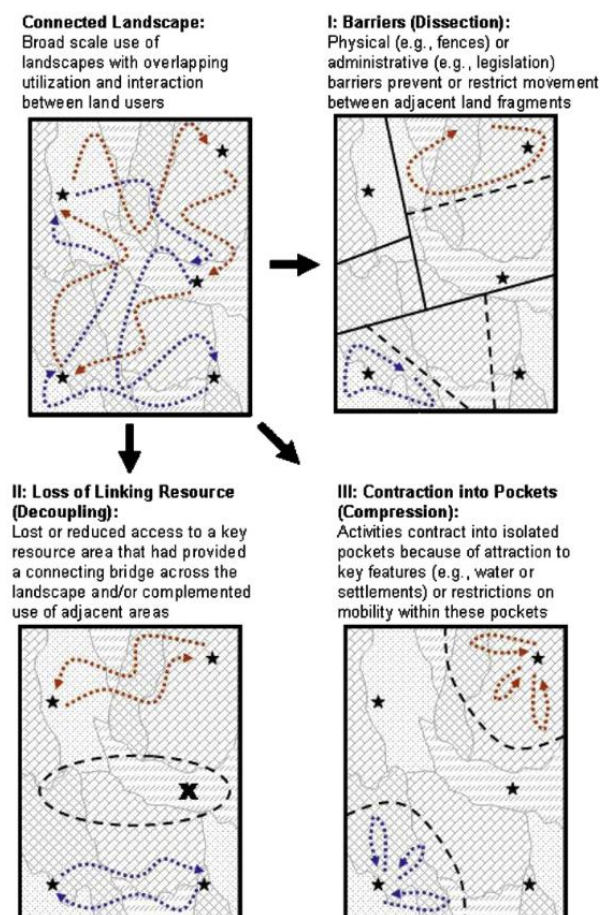 Connected Landscape:
Broad scale use of
landscapes with overlapping
utilization and interaction
between land users
I: Barriers (Dissection):
Physical (e.g., fences) or
administrative (e.g., legislation)
barriers prevent or restrict movement
between adjacent land fragments
II: Loss of Linking Resource
(Decoupling):
Lost or reduced access to a key
resource area that had provided
a connecting bridge across the
landscape and/or complemented
use of adjacent areas
III: Contraction into Pockets
(Compression):
Activities contract into isolated
pockets because of attraction to
key features (e.g., water or
settlements) or restrictions on
mobility within these pockets
X